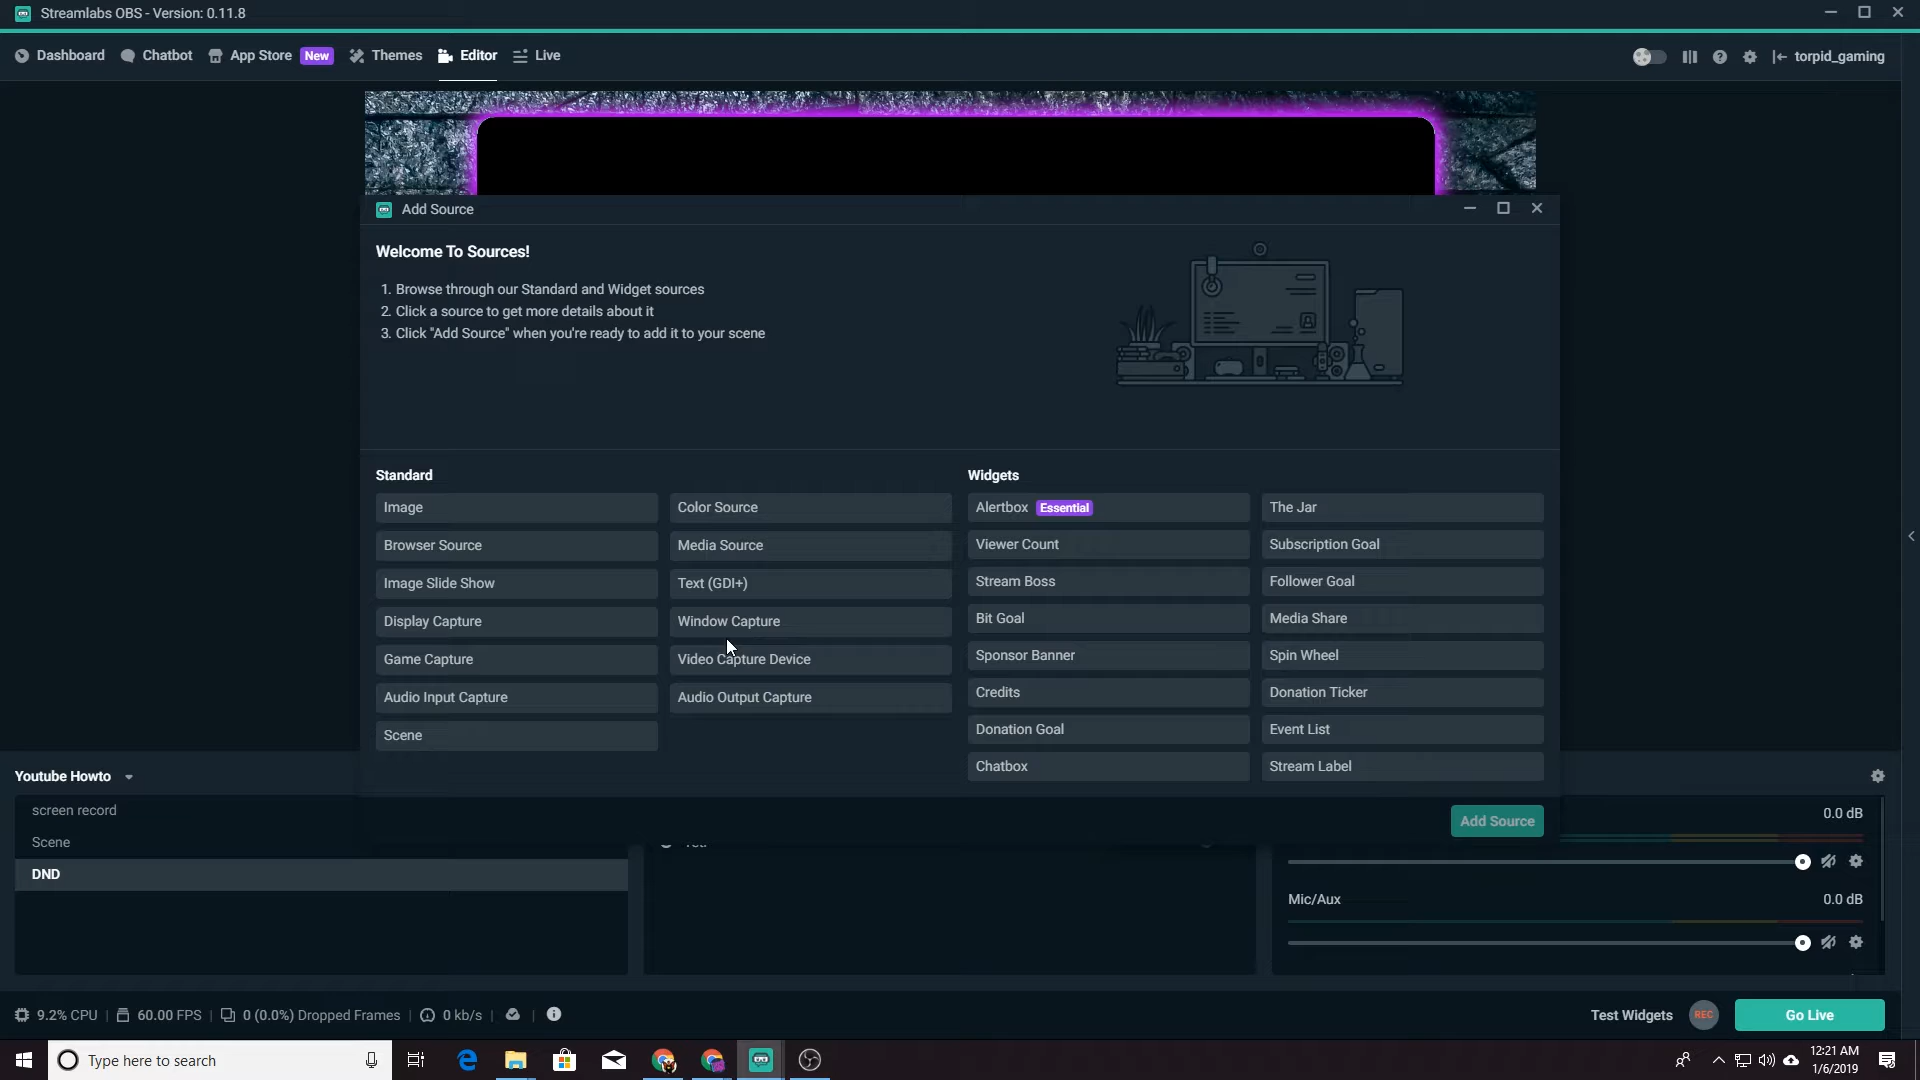 Streamlabs OBS - Version: 0.11.8
Dashboard
Chatbot
App Store New
Themes
Editor
Live
torpid_gaming
Add Source
Welcome To Sources!
1. Browse through our Standard and Widget sources
2. Click a source to get more details about it
3. Click "Add Source" when you're ready to add it to your scene
Standard
Image
Color Source
Browser Source
Media Source
Image Slide Show
Text (GDI+)
Display Capture
Window Capture
Game Capture
Video Capture Device
Audio Input Capture
Audio Output Capture
Scene
Widgets
Alertbox Essential
The Jar
Viewer Count
Subscription Goal
Stream Boss
Follower Goal
Bit Goal
Media Share
Sponsor Banner
Spin Wheel
Credits
Donation Ticker
Donation Goal
Event List
Chatbox
Stream Label
Add Source
Youtube Howto
screen record
Scene
DND
0.0 dB
Mic/Aux 0.0 dB
9.2% CPU
60.00 FPS
0 (0.0%) Dropped Frames
0 kb/s
Test Widgets
REC
Go Live
Type here to search
12:21 AM
1/6/2019